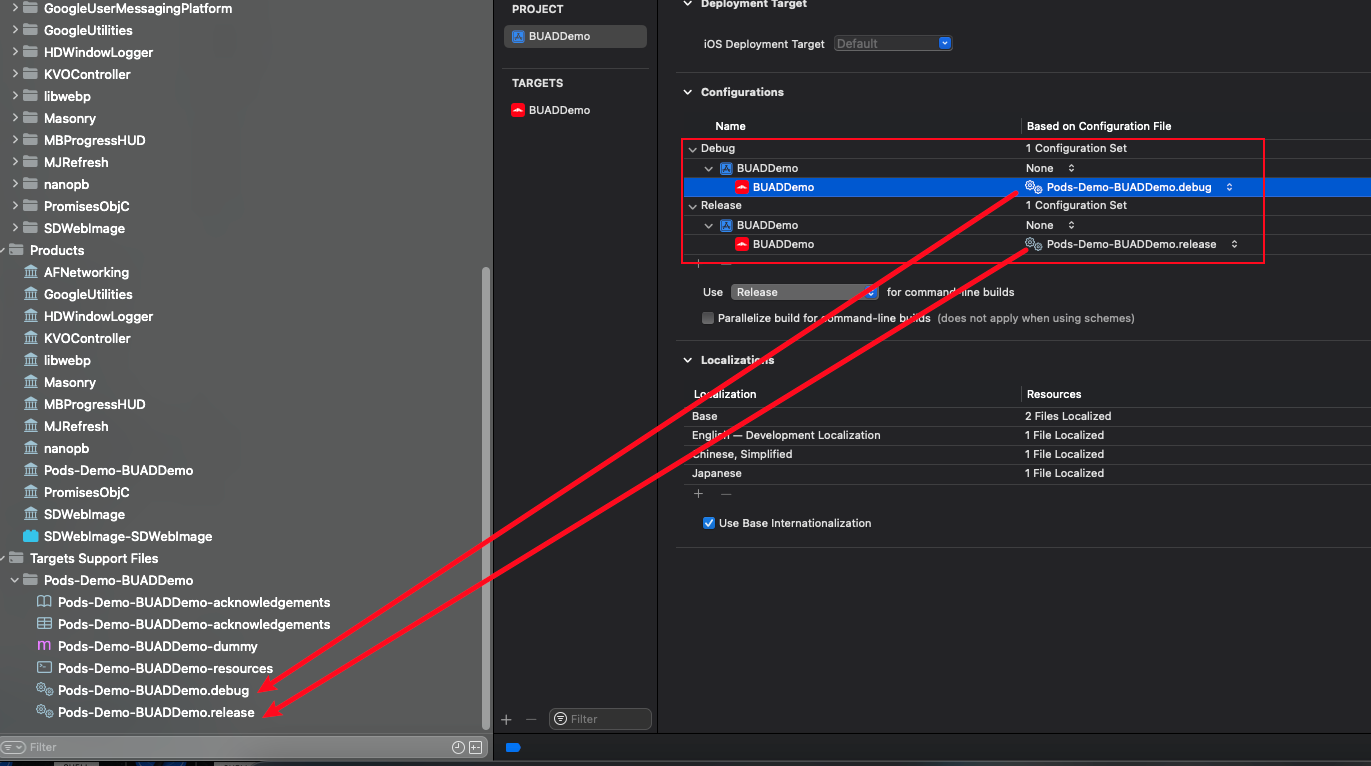 GoogleUserMessagingPlatform
GoogleUtilities
HDWindowLogger
KVOController
libwebp
Masonry
MBProgressHUD
MJRefresh
nanopb
PromisesObjC
SDWebImage
Products
AFNetworking
GoogleUtilities
HDWindowLogger
KVOController
libwebp
Masonry
MBProgressHUD
MJRefresh
nanopb
Pods-Demo-BUADDemo
PromisesObjC
SDWebImage
SDWebImage-SDWebImage
Targets Support Files
Pods-Demo-BUADDemo
Pods-Demo-BUADDemo-acknowledgements
Pods-Demo-BUADDemo-acknowledgements
Pods-Demo-BUADDemo-dummy
Pods-Demo-BUADDemo-resources
Pods-Demo-BUADDemo.debug
Pods-Demo-BUADDemo.release
Filter
PROJECT
BUADDemo
TARGETS
BUADDemo
Filter
Deployment Target
iOS Deployment Target Default
Configurations
Name Based on Configuration File
Debug 1 Configuration Set
BUADDemo None
BUADDemo Pods-Demo-BUADDemo.debug
Release 1 Configuration Set
BUADDemo None
BUADDemo Pods-Demo-BUADDemo.release
Use Release for command-line builds
Parallelize build for command-line builds (does not apply when using schemes)
Localizations
Localization Resources
Base 2 Files Localized
English — Development Localization 1 File Localized
Chinese, Simplified 1 File Localized
Japanese 1 File Localized
Use Base Internationalization